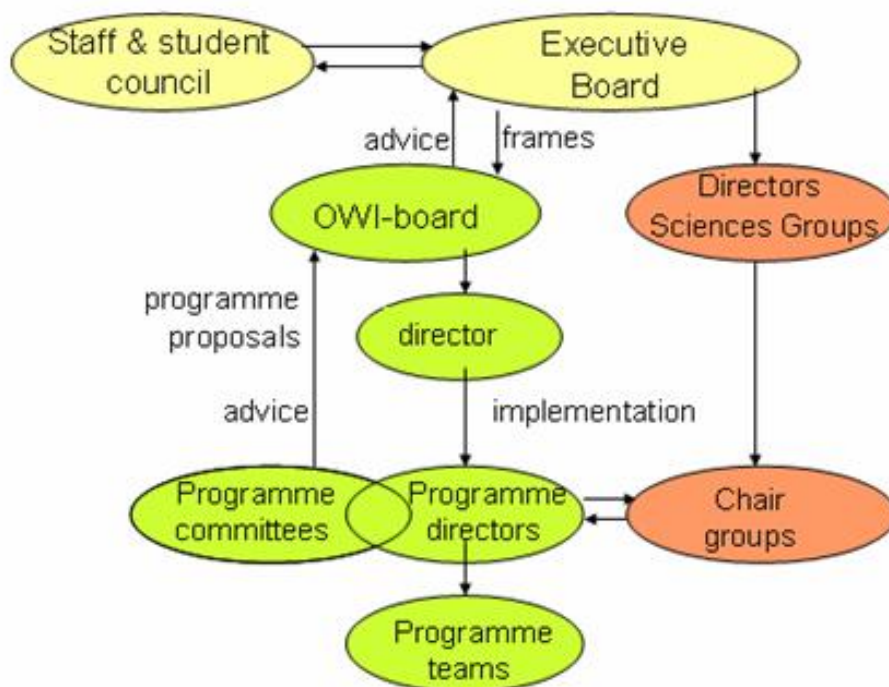 Staff & student
council
Executive
Board
advice
frames
OWI-board
Directors
Sciences Groups
programme
proposals
director
advice
implementation
Programme
committees
Programme
directors
Chair
groups
Programme
teams